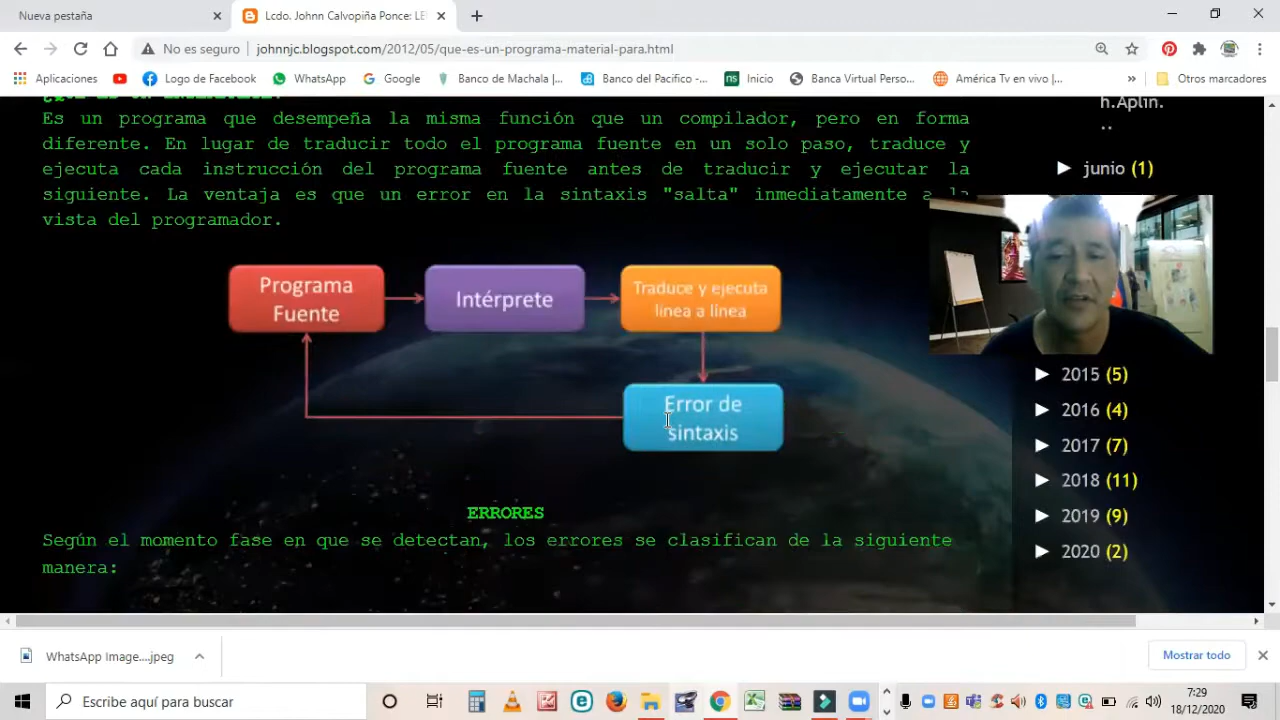 Nueva pestaña
Lcdo. Johnn Calvopiña Ponce: LE
No es seguro
johnnjc.blogspot.com/2012/05/que-es-un-programa-material-para.html
Aplicaciones
Logo de Facebook
WhatsApp
Google
Banco de Machala |...
Banco del Pacifico -...
ns
Inicio
Banca Virtual Perso...
América Tv en vivo |...
»
Otros marcadores
Es un programa que desempeña la misma función que un compilador, pero en forma
diferente. En lugar de traducir todo el programa fuente en un solo paso, traduce y
ejecuta cada instrucción del programa fuente antes de traducir y ejecutar la
siguiente. La ventaja es que un error en la sintaxis "salta" inmediatamente a la
vista del programador.
Programa
Fuente
Intérprete
Traduce y ejecuta
línea a línea
Error de
sintaxis
ERRORES
Según el momento fase en que se detectan, los errores se clasifican de la siguiente
manera:
h.Aplin.
..
► junio (1)
► 2015 (5)
► 2016 (4)
► 2017 (7)
► 2018 (11)
► 2019 (9)
► 2020 (2)
WhatsApp Image....jpeg
Mostrar todo
Escribe aquí para buscar
7:29
18/12/2020